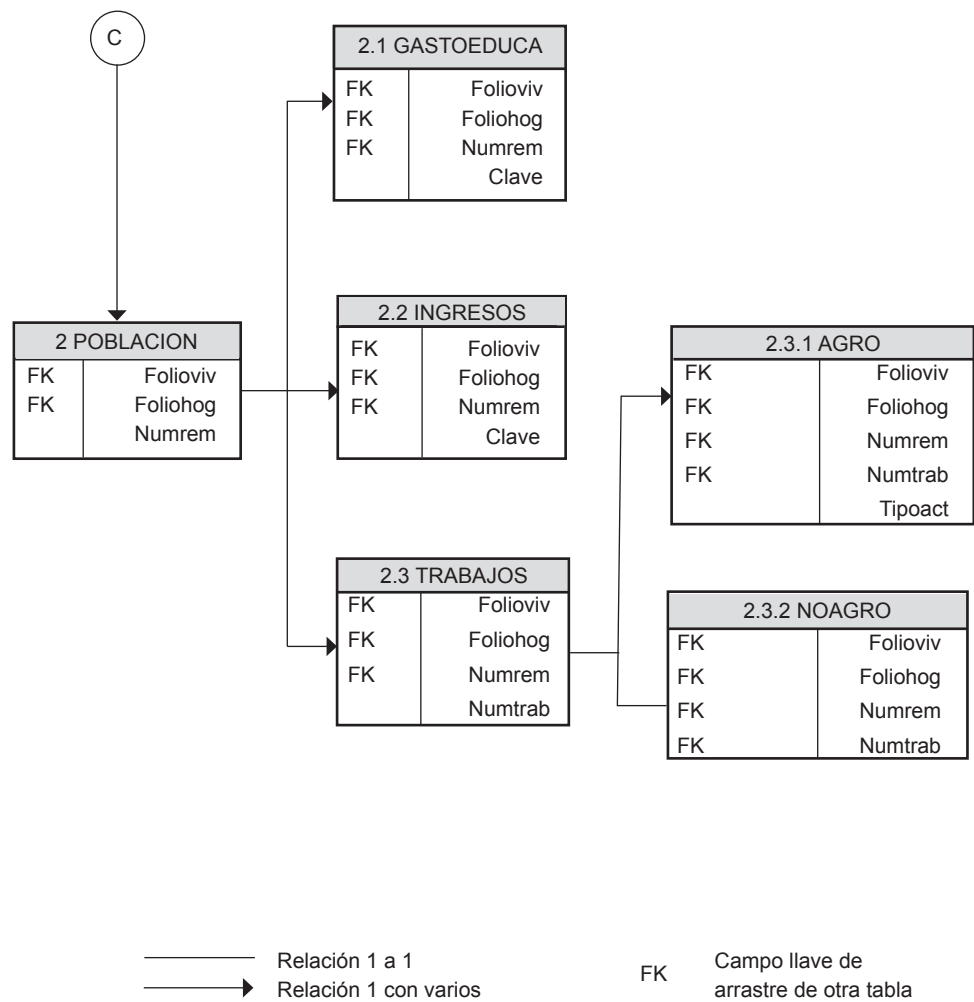 C
2.1 GASTOEDUCA
FK Folioviv
FK Foliohog
FK Numrem
Clave
2 POBLACION
FK Folioviv
FK Foliohog
Numrem
2.2 INGRESOS
FK Folioviv
FK Foliohog
FK Numrem
Clave
2.3 TRABAJOS
FK Folioviv
FK Foliohog
FK Numrem
Numtrab
2.3.1 AGRO
FK Folioviv
FK Foliohog
FK Numrem
FK Numtrab
Tipoact
2.3.2 NOAGRO
FK Folioviv
FK Foliohog
FK Numrem
FK Numtrab
Relación 1 a 1
Relación 1 con varios
FK Campo llave de
arrastre de otra tabla